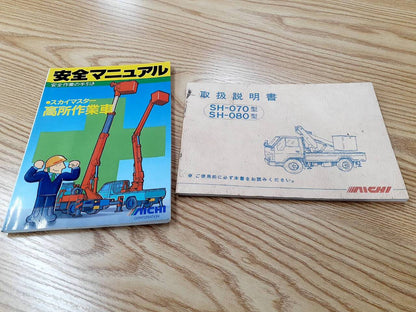 安全マニュアル
安全作業の手引き
スカイマスター
高所作業車
AICHI
CORPORATION
取扱説明書
SH-070型
SH-080型
※ ご使用前に必ず本書をお読みください。
AICHI